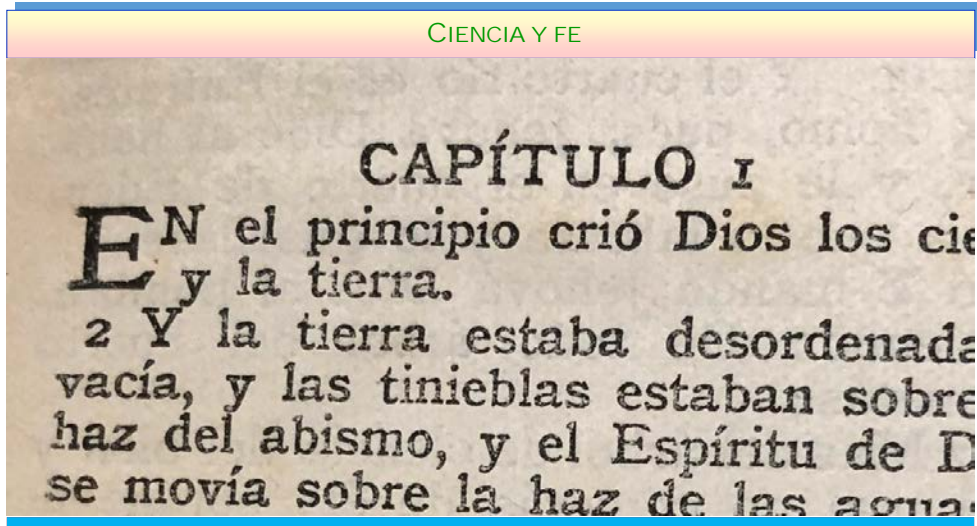 CIENCIA Y FE
CAPÍTULO 1
EN el principio crió Dios los cie
y la tierra.
2 Y la tierra estaba desordenada
vacía, y las tinieblas estaban sobre
haz del abismo, y el Espíritu de D
se movía sobre la haz de las agua